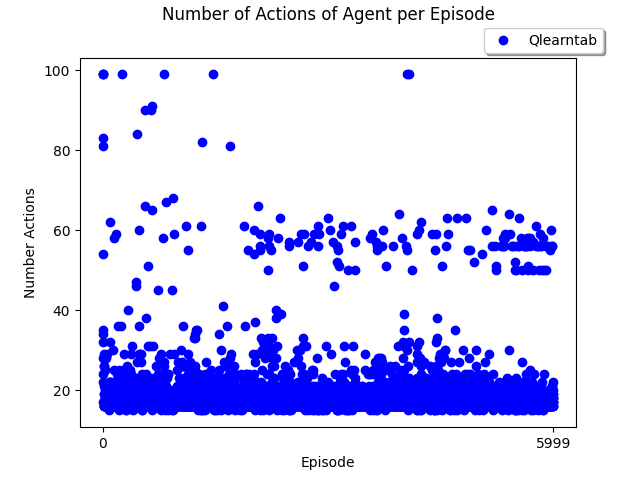 Number of Actions of Agent per Episode
Qlearntab
100
80
60
40
20
Number Actions
0 5999
Episode